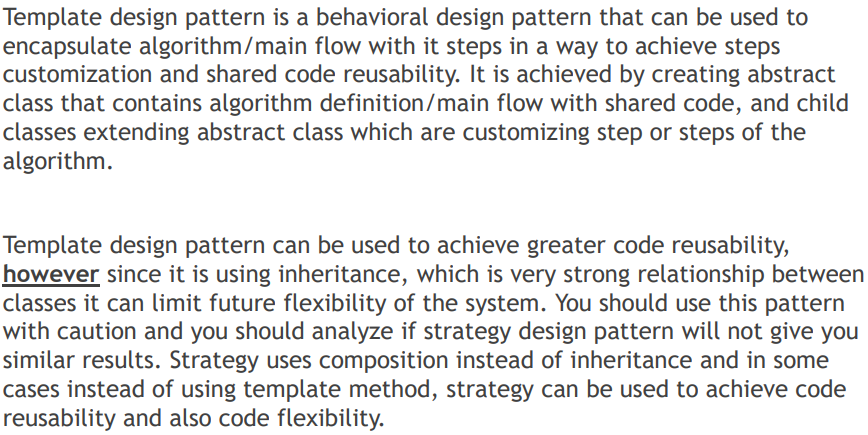 Template design pattern is a behavioral design pattern that can be used to
encapsulate algorithm/main flow with it steps in a way to achieve steps
customization and shared code reusability. It is achieved by creating abstract
class that contains algorithm definition/main flow with shared code, and child
classes extending abstract class which are customizing step or steps of the
algorithm.
Template design pattern can be used to achieve greater code reusability,
however since it is using inheritance, which is very strong relationship between
classes it can limit future flexibility of the system. You should use this pattern
with caution and you should analyze if strategy design pattern will not give you
similar results. Strategy uses composition instead of inheritance and in some
cases instead of using template method, strategy can be used to achieve code
reusability and also code flexibility.